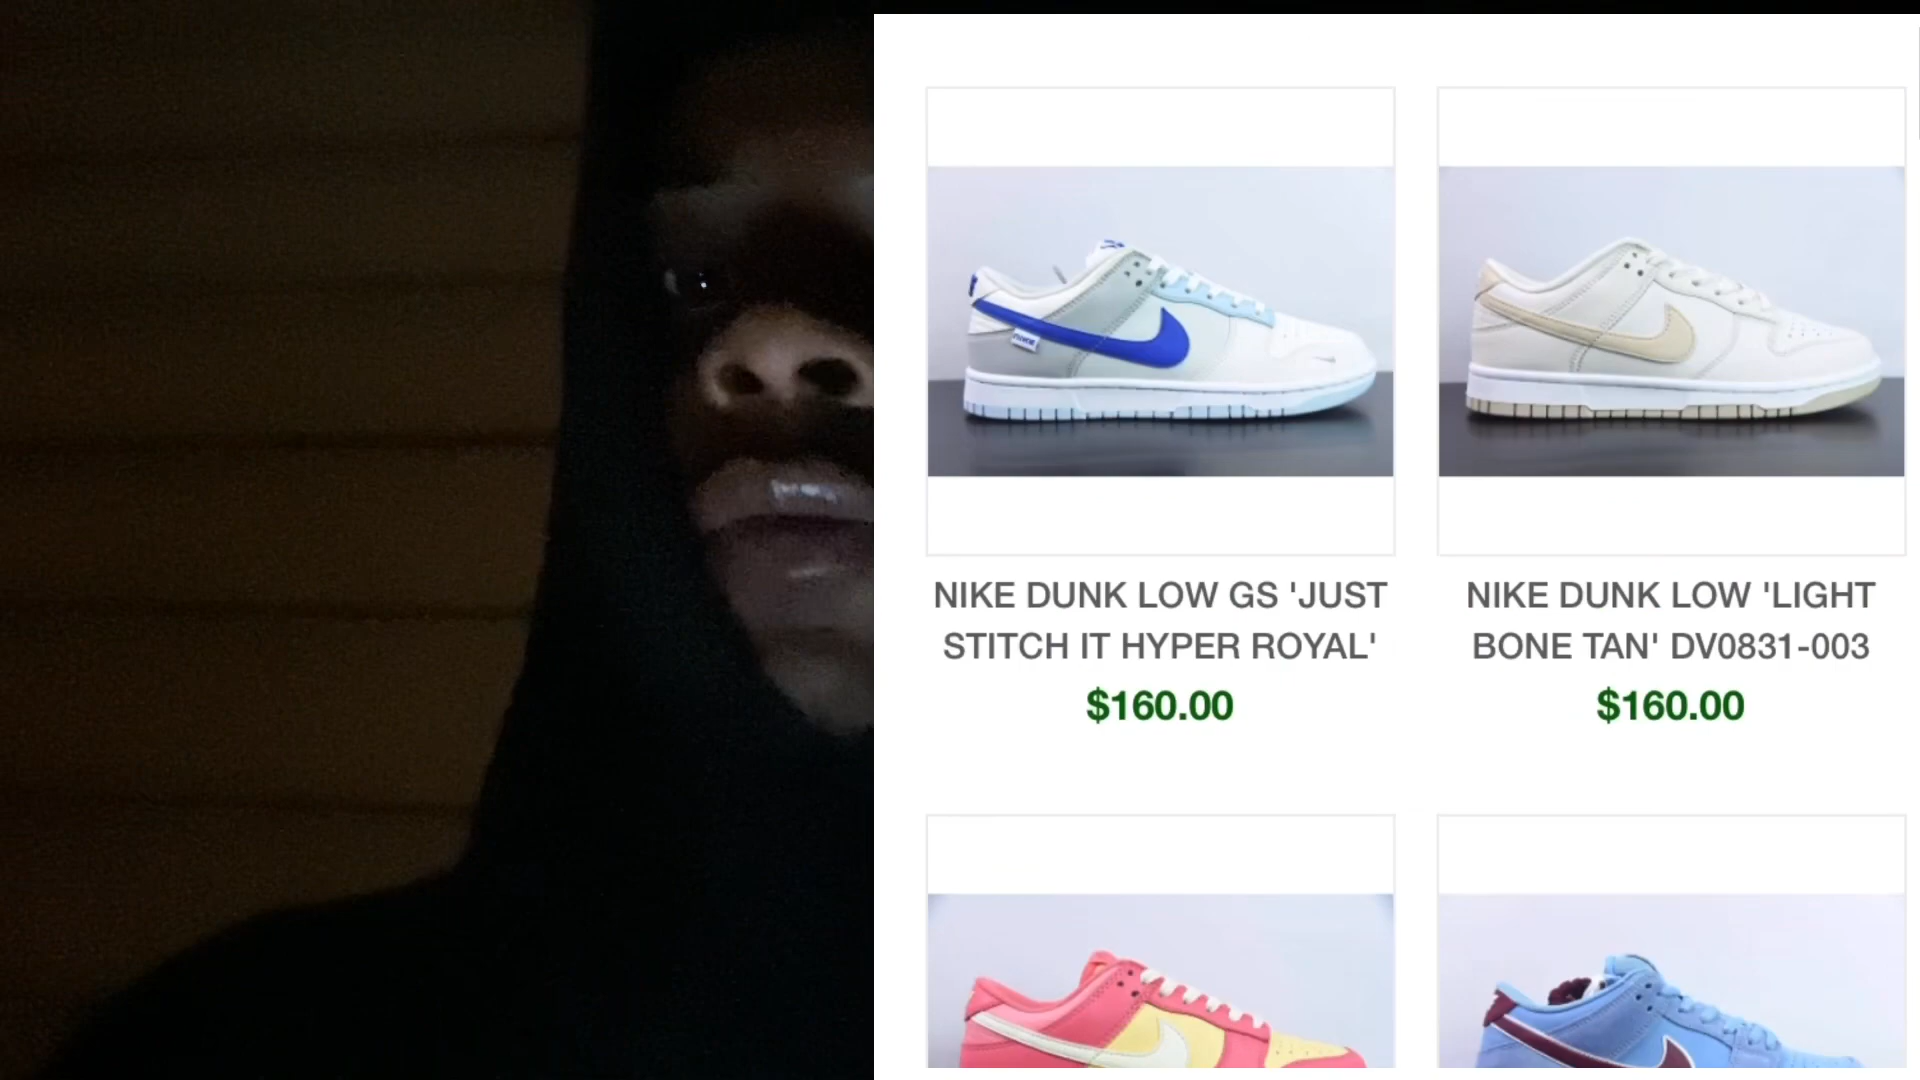 NIKE DUNK LOW GS 'JUST
STITCH IT HYPER ROYAL'
$160.00
NIKE DUNK LOW 'LIGHT
BONE TAN' DV0831-003
$160.00